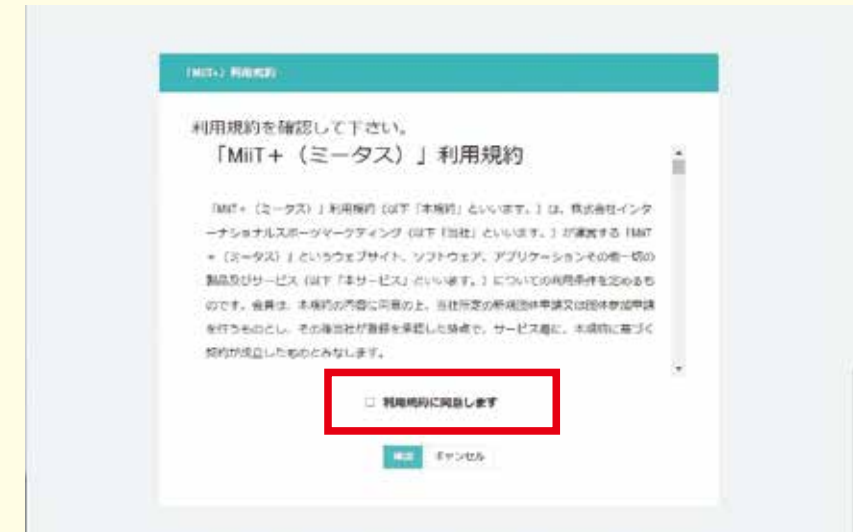 「MiiT+」利用規約
利用規約を確認して下さい。
「MiiT+（ミータス）」利用規約
「MiiT+（ミータス）」利用規約（以下「本規約」といいます。）は、株式会社インタ
ーナショナルスポーツマーケティング（以下「当社」といいます。）が運営する「MiiT
+（ミータス）」というウェブサイト、ソフトウェア、アプリケーションその他一切の
製品及びサービス（以下「本サービス」といいます。）についての利用条件を定めるも
のです。会員は、本規約の内容に同意の上、当社所定の新規団体申請又は団体参加申請
を行うものとし、その後当社が登録を承認した時点で、サービス毎に、本規約に基づく
契約が成立したものとみなします。
利用規約に同意します
確認 キャンセル